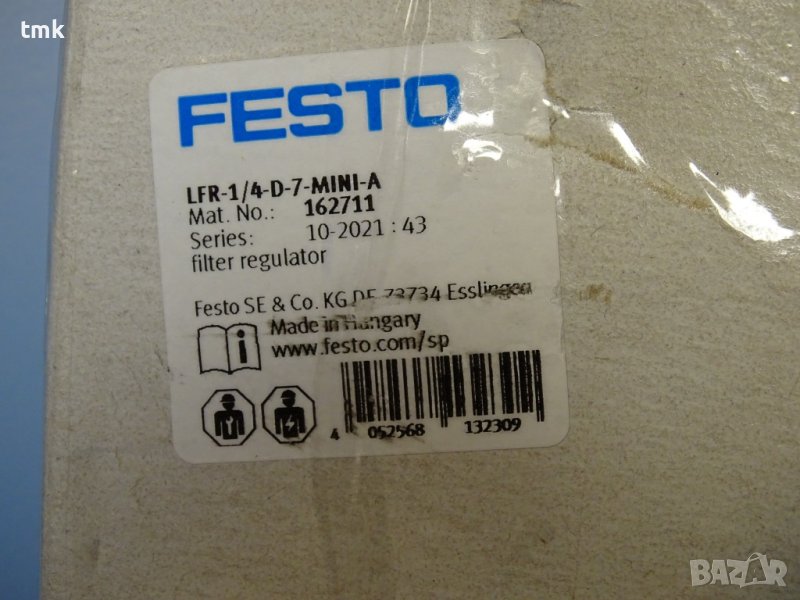 tmk
FESTO
LFR-1/4-D-7-MINI-A
Mat. No.: 162711
Series: 10-2021 : 43
filter regulator
Festo SE & Co. KG DE-73734 Esslingen
Made in Hungary
www.festo.com/sp
4 052568 132309
BAZAR